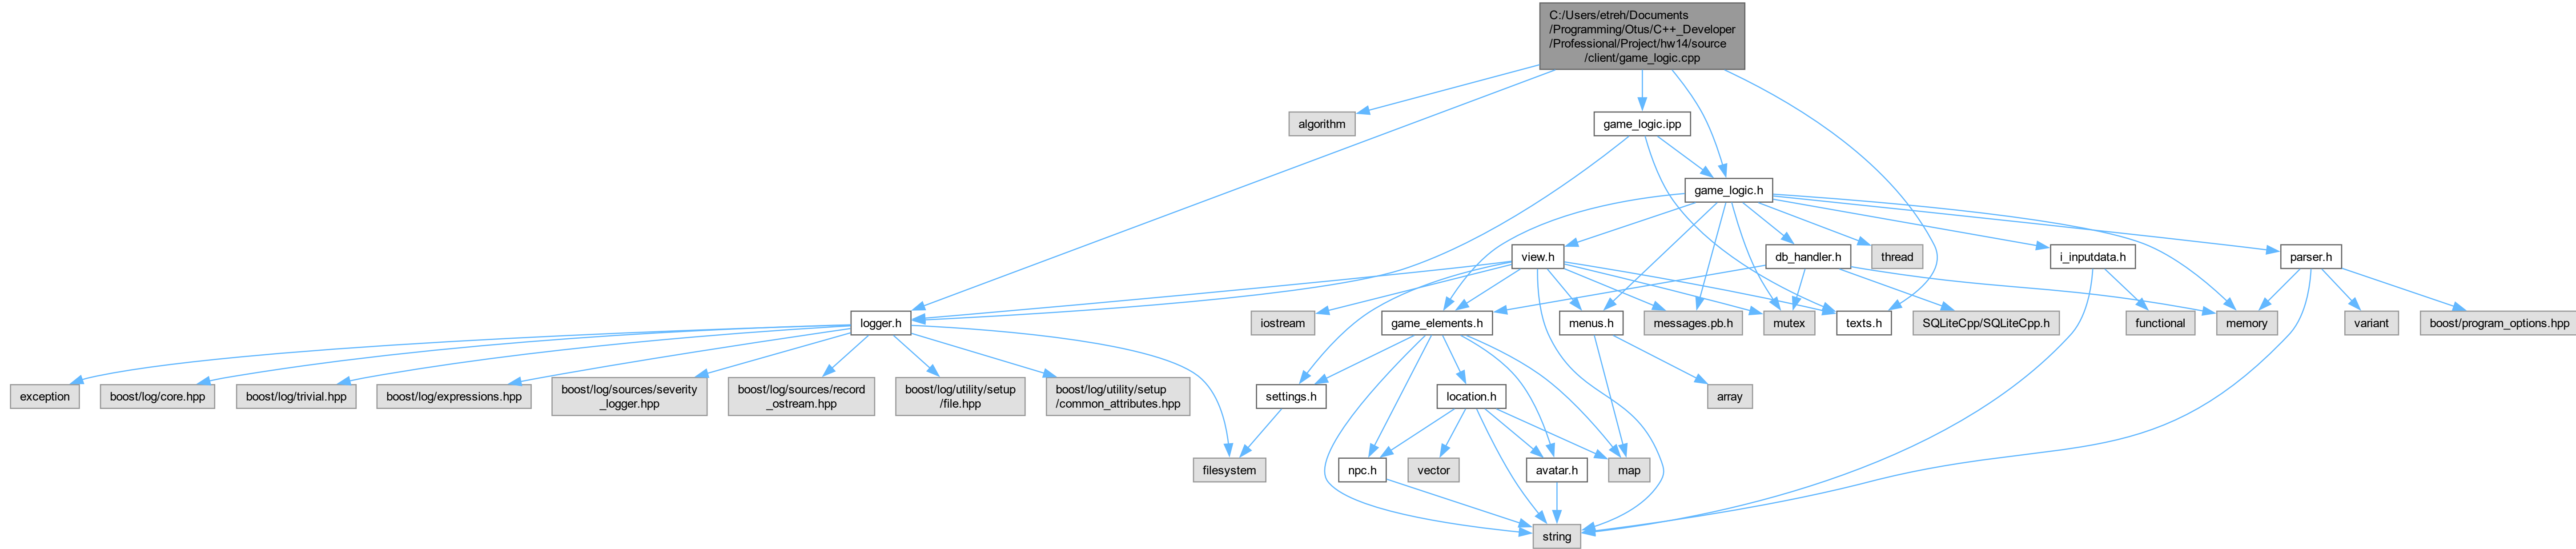 C:/Users/etreh/Documents
/Programming/Otus/C++_Developer
/Professional/Project/hw14/source
/client/game_logic.cpp
algorithm
game_logic.ipp
game_logic.h
view.h
db_handler.h
thread
i_inputdata.h
parser.h
logger.h
iostream
game_elements.h
menus.h
messages.pb.h
mutex
texts.h
SQLiteCpp/SQLiteCpp.h
functional
memory
variant
boost/program_options.hpp
exception
boost/log/core.hpp
boost/log/trivial.hpp
boost/log/expressions.hpp
boost/log/sources/severity
_logger.hpp
boost/log/sources/record
_ostream.hpp
boost/log/utility/setup
/file.hpp
boost/log/utility/setup
/common_attributes.hpp
settings.h
location.h
array
filesystem
npc.h
vector
avatar.h
map
string